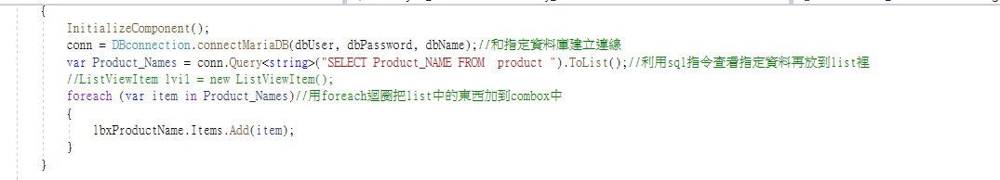 {
InitializeComponent();
conn = DBconnection.connectMariaDB(dbUser, dbPassword, dbName);//和指定資料庫建立連線
var Product_Names = conn.Query<string>("SELECT Product_NAME FROM  product ").ToList();//利用sql指令查看指定資料再放到list裡
//ListViewItem lvi1 = new ListViewItem();
foreach (var item in Product_Names)//用foreach迴圈把list中的東西加到combox中
{
lbxProductName.Items.Add(item);
}
}